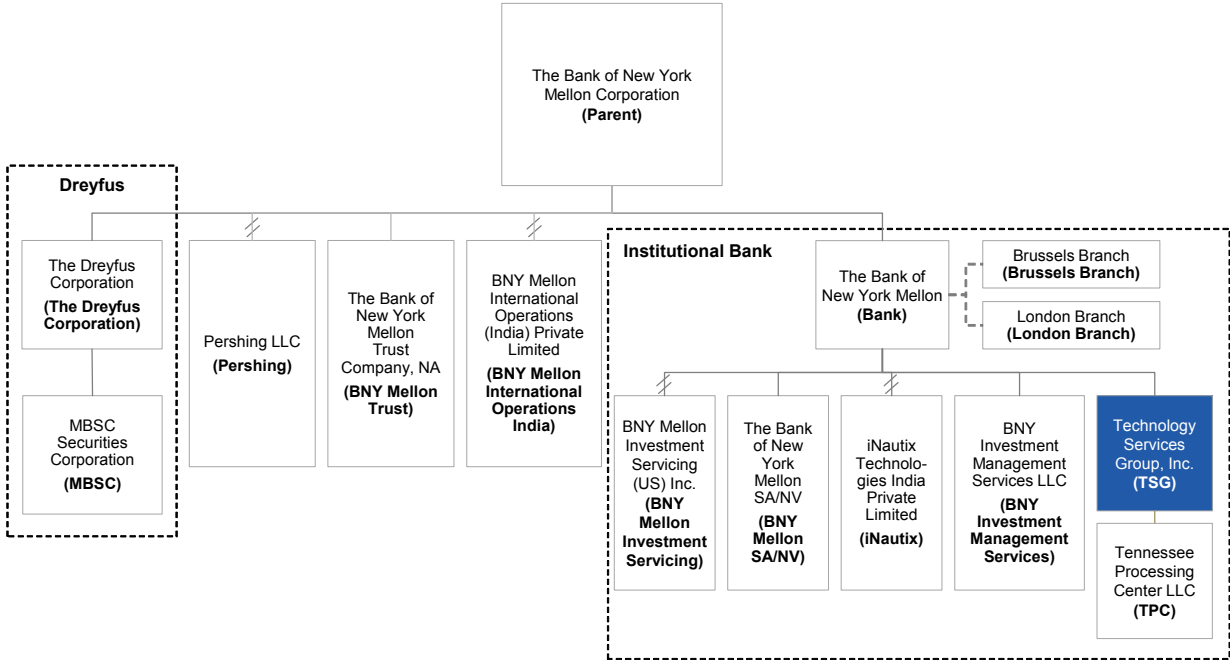 The Bank of New York
Mellon Corporation
(Parent)
Dreyfus
The Dreyfus
Corporation
(The Dreyfus
Corporation)
MBSC
Securities
Corporation
(MBSC)
Pershing LLC
(Pershing)
The Bank of
New York
Mellon
Trust
Company, NA
(BNY Mellon
Trust)
BNY Mellon
International
Operations
(India) Private
Limited
(BNY Mellon
International
Operations
India)
Institutional Bank
The Bank of
New York Mellon
(Bank)
Brussels Branch
(Brussels Branch)
London Branch
(London Branch)
BNY Mellon
Investment
Servicing
(US) Inc.
(BNY
Mellon
Investment
Servicing)
The Bank
of New
York
Mellon
SA/NV
(BNY
Mellon
SA/NV)
iNautix
Technolo-
gies India
Private
Limited
(iNautix)
BNY
Investment
Management
Services LLC
(BNY
Investment
Management
Services)
Technology
Services
Group, Inc.
(TSG)
Tennessee
Processing
Center LLC
(TPC)